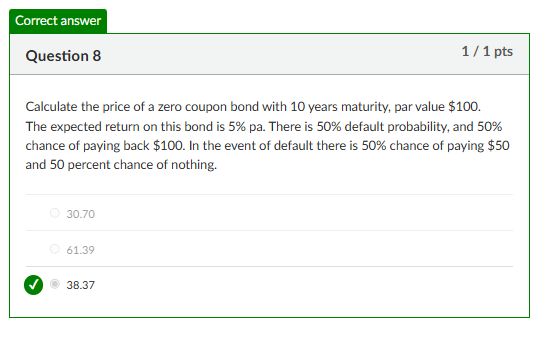 Correct answer
Question 8
1 / 1 pts
Calculate the price of a zero coupon bond with 10 years maturity, par value $100.
The expected return on this bond is 5% pa. There is 50% default probability, and 50%
chance of paying back $100. In the event of default there is 50% chance of paying $50
and 50 percent chance of nothing.
30.70
61.39
38.37